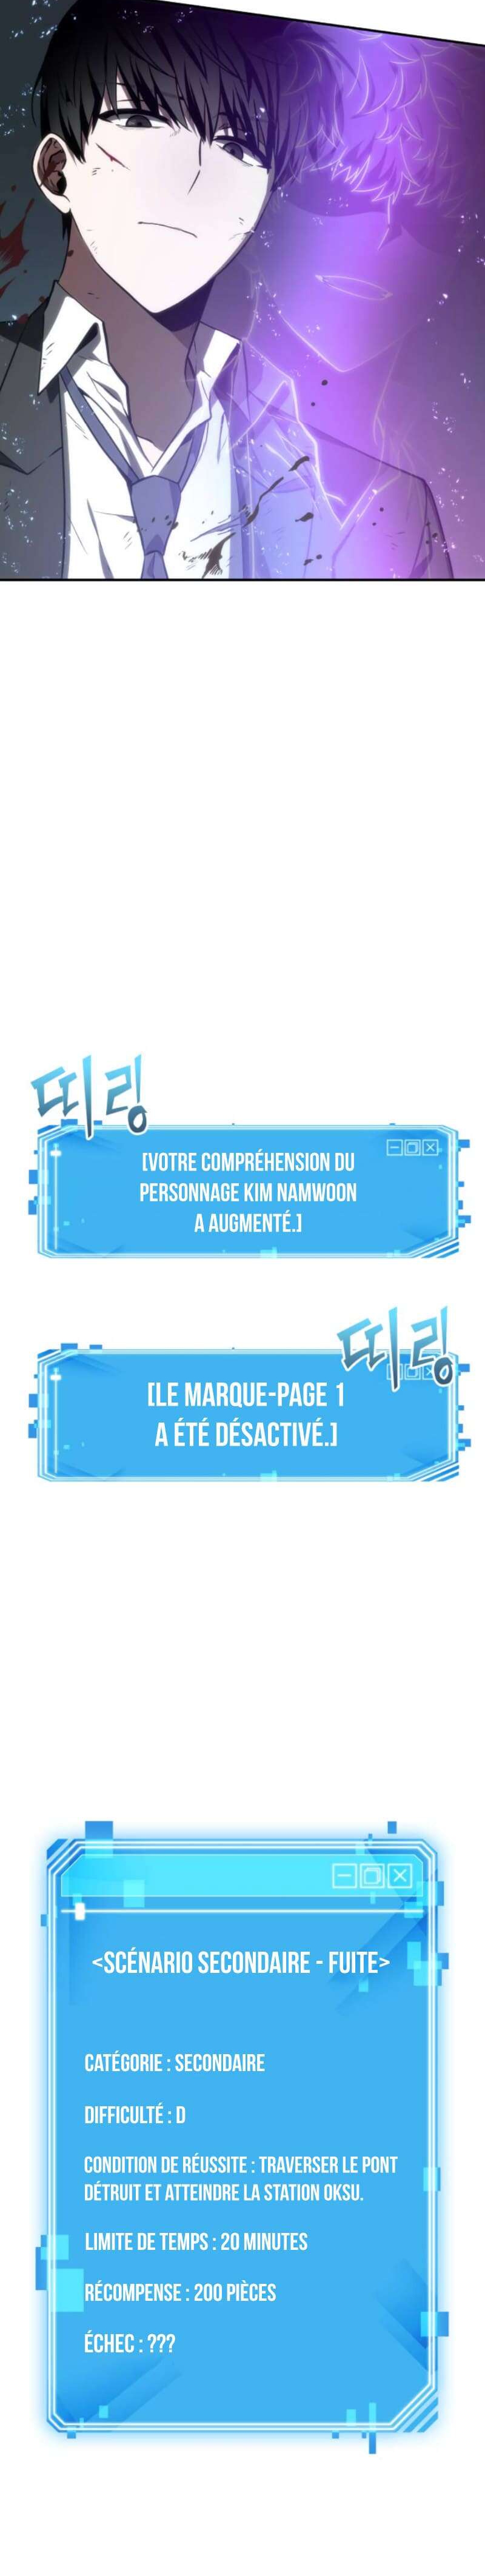 띠링!
[VOTRE COMPRÉHENSION DU
PERSONNAGE KIM NAMWOON
A AUGMENTÉ.]
띠링
[LE MARQUE-PAGE 1
A ÉTÉ DÉSACTIVÉ.]
<SCÉNARIO SECONDAIRE - FUITE>
CATÉGORIE : SECONDAIRE
DIFFICULTÉ : D
CONDITION DE RÉUSSITE : TRAVERSER LE PONT
DÉTRUIT ET ATTEINDRE LA STATION OKSU.
LIMITE DE TEMPS : 20 MINUTES
RÉCOMPENSE : 200 PIÈCES
ÉCHEC : ???